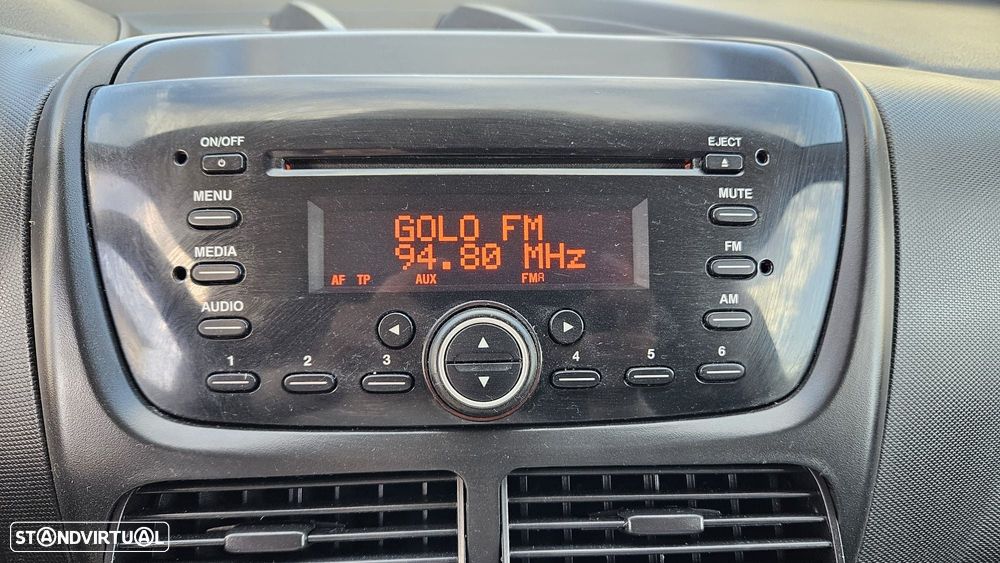 ON/OFF
EJECT
MENU
MUTE
GOLO FM
94.80 MHz
MEDIA
FM
AF TP AUX FMR
AUDIO
AM
1 2 3 4 5 6
STANDVIRTUAL